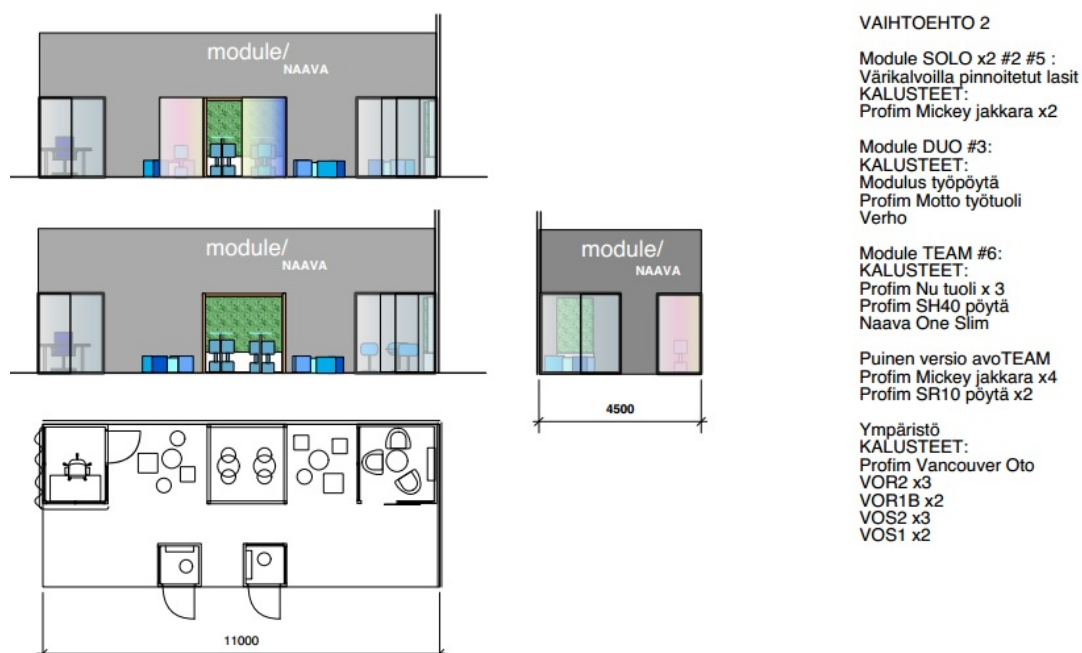 module/
NAAVA
module/
NAAVA
module/
NAAVA
4500
11000
VAIHTOEHTO 2
Module SOLO x2 #2 #5 :
Värikalvoilla pinnoitetut lasit
KALUSTEET:
Profim Mickey jakkara x2
Module DUO #3:
KALUSTEET:
Modulus työpöytä
Profim Motto työtuoli
Verho
Module TEAM #6:
KALUSTEET:
Profim Nu tuoli x 3
Profim SH40 pöytä
Naava One Slim
Puinen versio avoTEAM
Profim Mickey jakkara x4
Profim SR10 pöytä x2
Ympäristö
KALUSTEET:
Profim Vancouver Oto
VOR2 x3
VOR1B x2
VOS2 x3
VOS1 x2